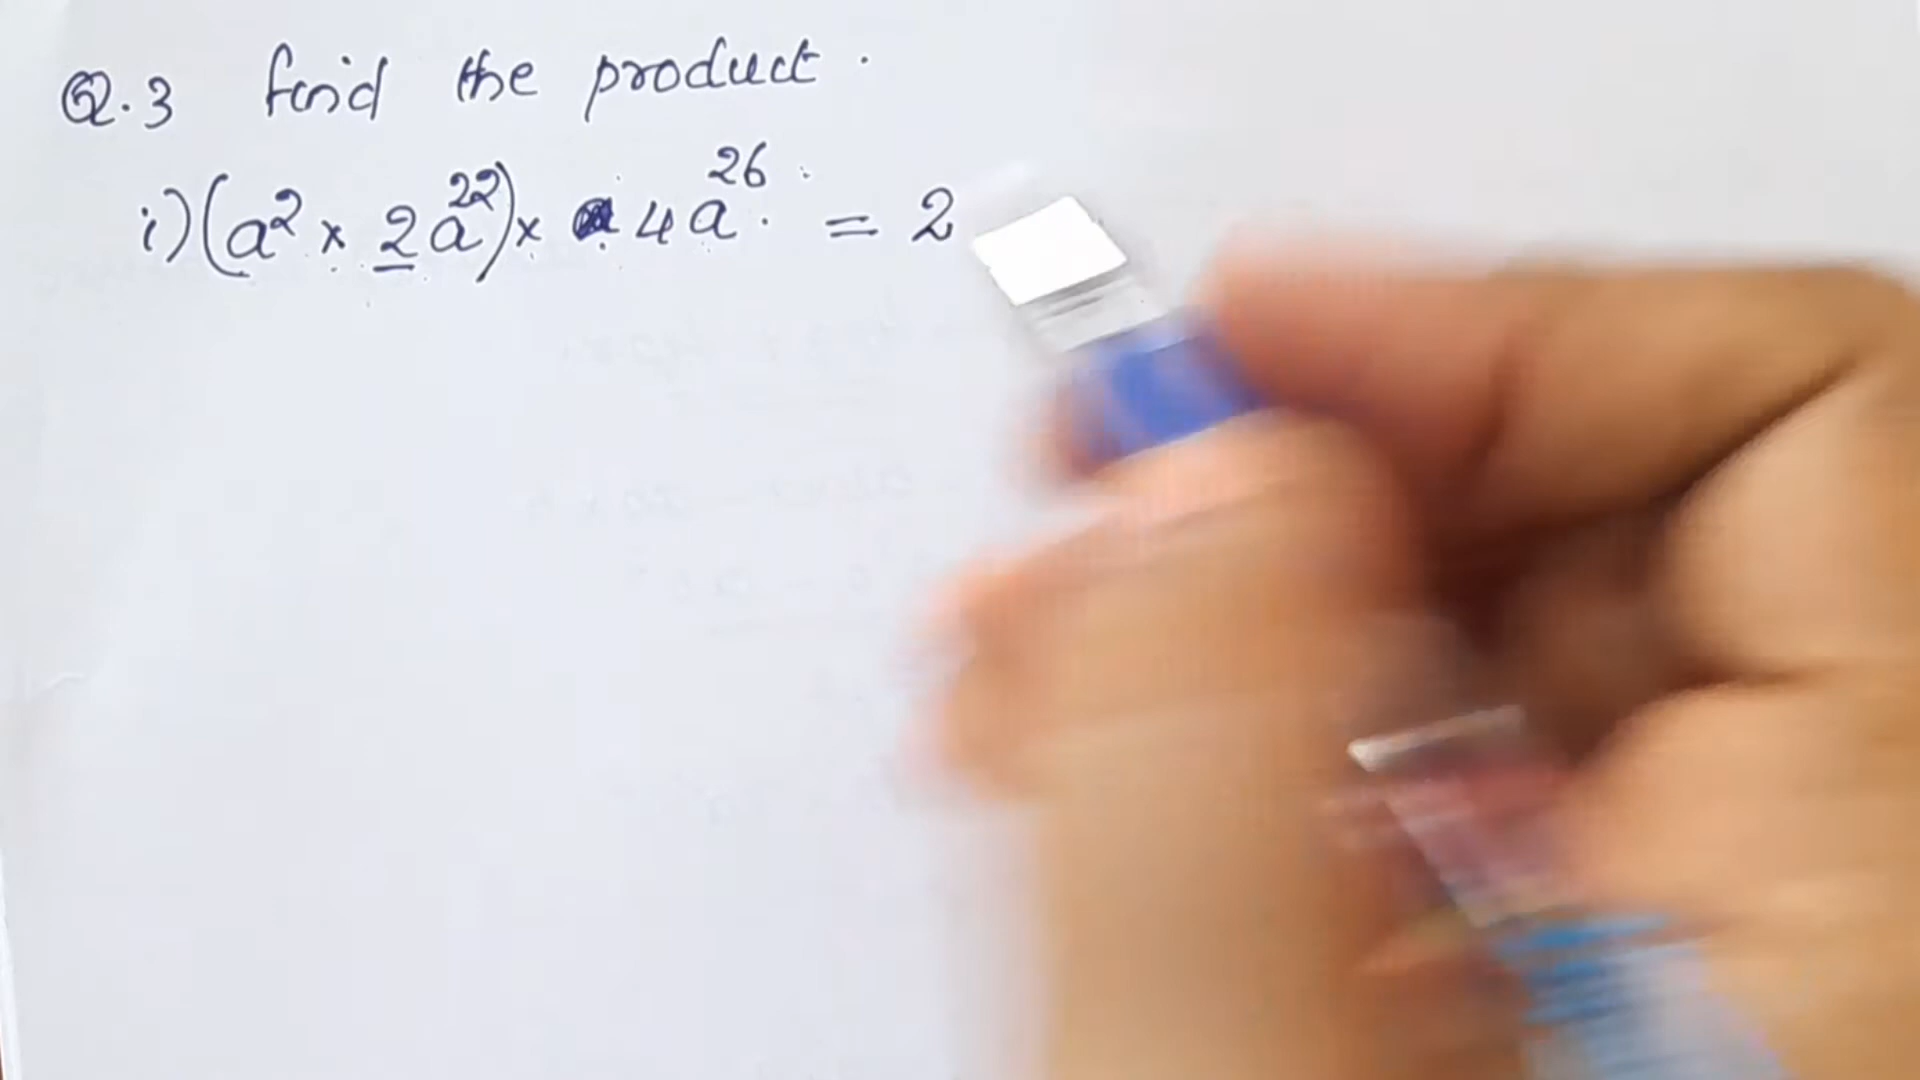 Q.3 find the product.
i) (a² × 2a²²) × 4a²⁶ = 2